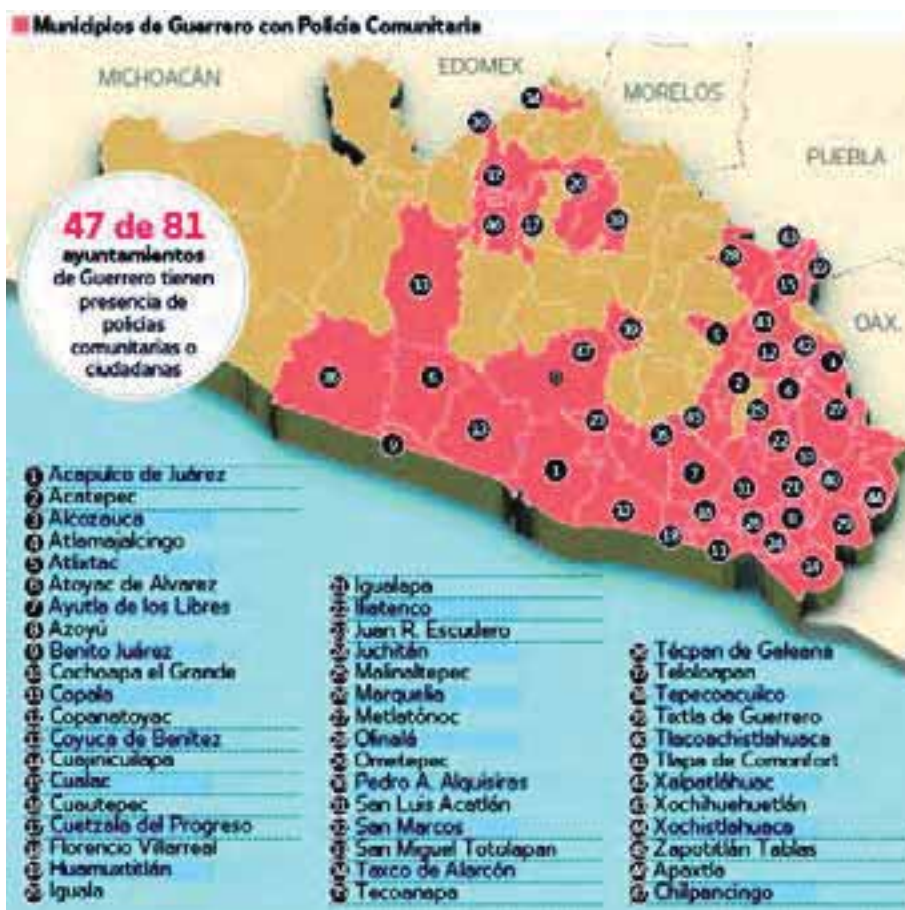 Municipios de Guerrero con Policía Comunitaria
MICHOACÁN
EDOMEX
MORELOS
PUEBLA
OAX.
47 de 81
ayuntamientos
de Guerrero tienen
presencia de
policías
comunitarias o
ciudadanas
1 Acapulco de Juárez
2 Acatepec
3 Alcozauca
4 Atlamajalcingo
5 Atlixtac
6 Atoyac de Alvarez
7 Ayutla de los Libres
8 Azoyú
9 Benito Juárez
10 Cochoapa el Grande
11 Copala
12 Copanatoyac
13 Coyuca de Benítez
14 Cuajinicuilapa
15 Cualac
16 Cuautepec
17 Cuetzala del Progreso
18 Florencio Villarreal
19 Huamuxtitlán
20 Iguala
21 Igualapa
22 Iliatenco
23 Juan R. Escudero
24 Juchitán
25 Malinaltepec
26 Marquelia
27 Metlatónoc
28 Olinalá
29 Ometepec
30 Pedro A. Alquisiras
31 San Luis Acatlán
32 San Marcos
33 San Miguel Totolapan
34 Taxco de Alarcón
35 Tecoanapa
36 Técpan de Galeana
37 Teloloapan
38 Tepecoacuilco
39 Tixtla de Guerrero
40 Tlacoachistlahuaca
41 Tlapa de Comonfort
42 Xalpatláhuac
43 Xochihuehuetlán
44 Xochistlahuaca
45 Zapotitlán Tablas
46 Apaxtla
47 Chilpancingo